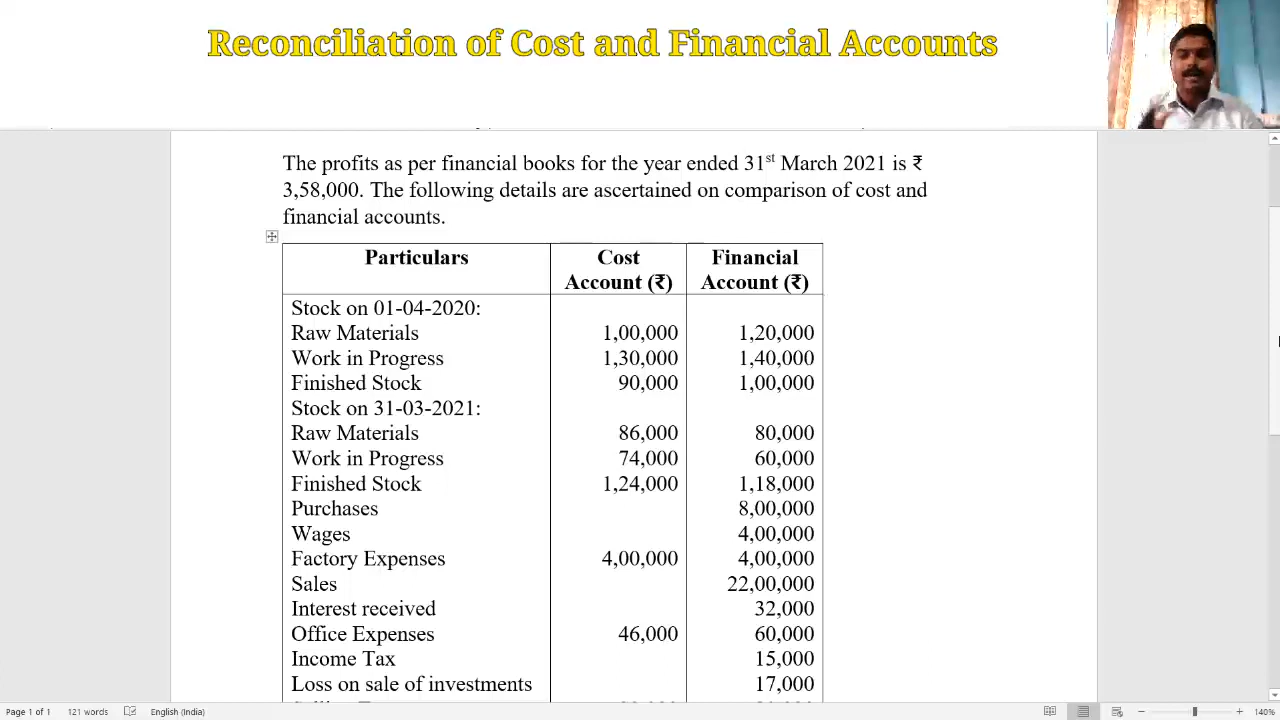 Reconciliation of Cost and Financial Accounts
The profits as per financial books for the year ended 31st March 2021 is ₹
3,58,000. The following details are ascertained on comparison of cost and
financial accounts.
Particulars Cost Account (₹) Financial Account (₹)
Stock on 01-04-2020:
Raw Materials 1,00,000 1,20,000
Work in Progress 1,30,000 1,40,000
Finished Stock 90,000 1,00,000
Stock on 31-03-2021:
Raw Materials 86,000 80,000
Work in Progress 74,000 60,000
Finished Stock 1,24,000 1,18,000
Purchases 8,00,000
Wages 4,00,000
Factory Expenses 4,00,000 4,00,000
Sales 22,00,000
Interest received 32,000
Office Expenses 46,000 60,000
Income Tax 15,000
Loss on sale of investments 17,000
Page 1 of 1 121 words English (India) 140%